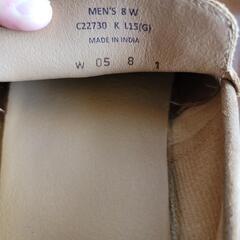 MEN'S 8 W
C22730 K L15(G)
MADE IN INDIA
W 05 8 1